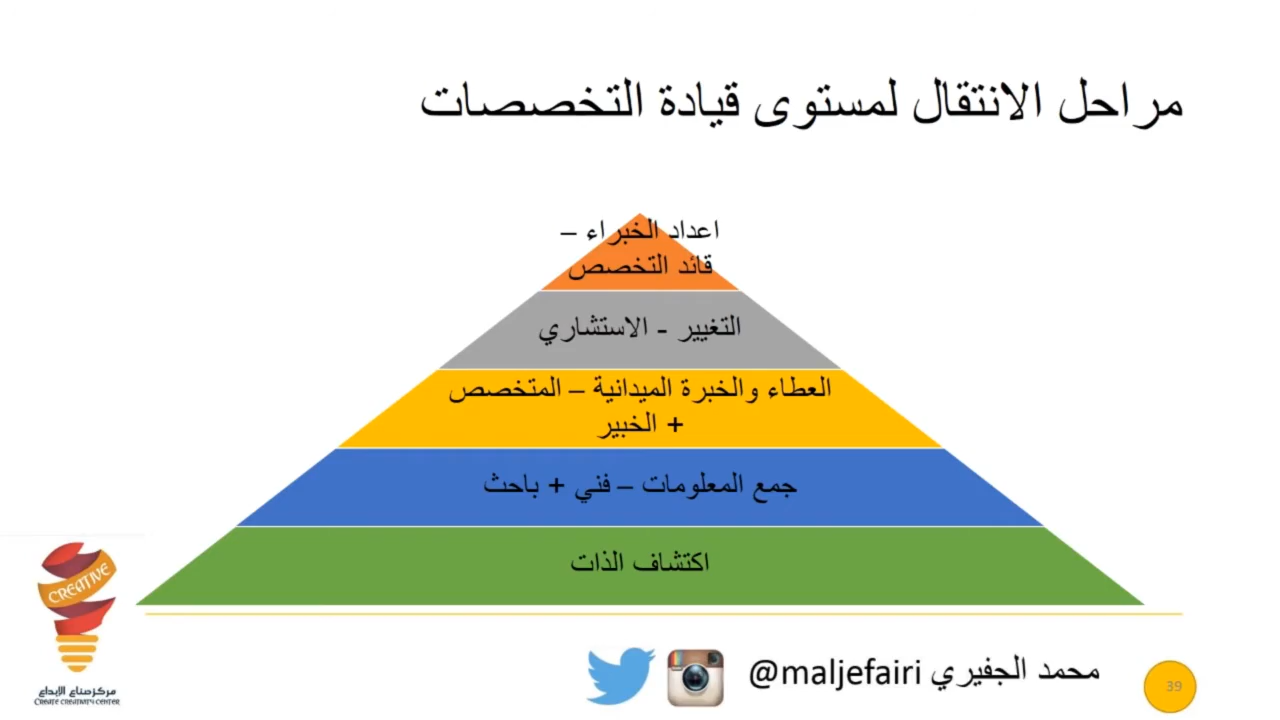 مراحل الانتقال لمستوى قيادة التخصصات
اعداد الخبراء –
قائد التخصص
التغيير - الاستشاري
العطاء والخبرة الميدانية – المتخصص
+ الخبير
جمع المعلومات – فني + باحث
اكتشاف الذات
CREATIVE
مركز صناع الإبداع
CREATE CREATIVITY CENTER
محمد الجفيري @maljefairi
39